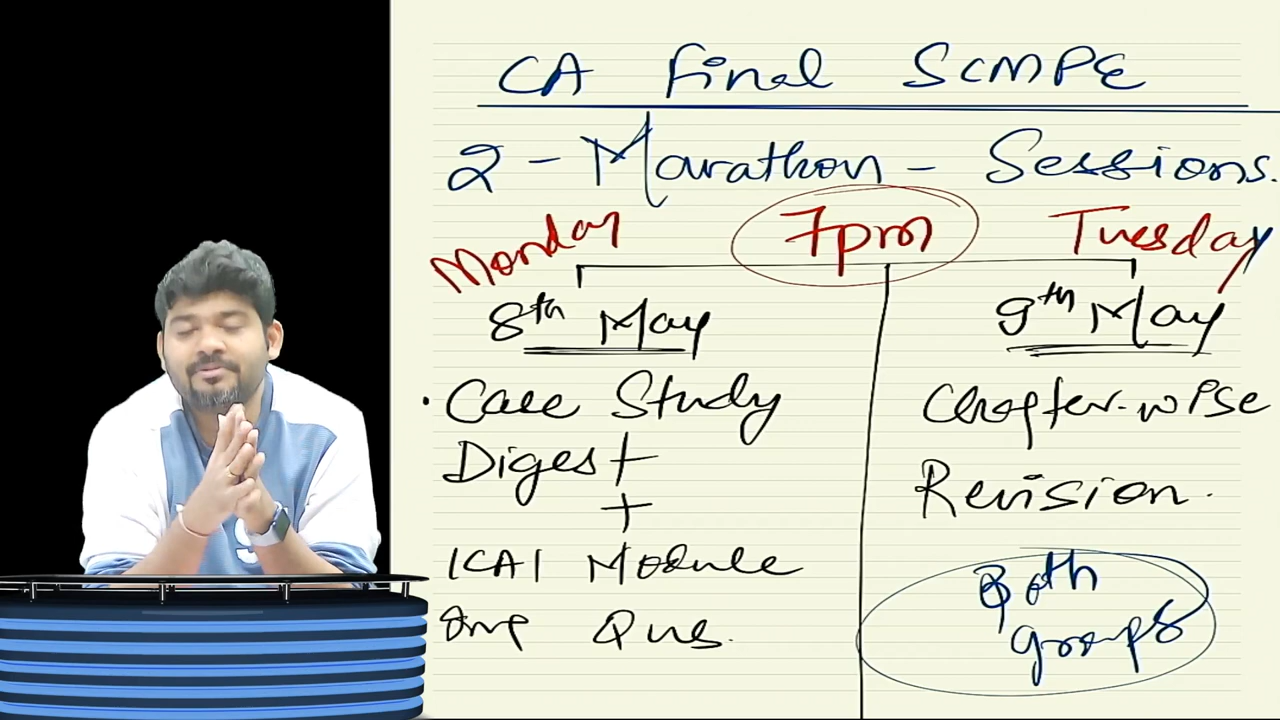 CA Final SCMPE
2 - Marathon - Sessions.
Monday 7pm Tuesday
8th May
Case Study
Digest
+
ICAI Module
Imp Qus.
9th May
Chapter-wise
Revision.
Both
groups